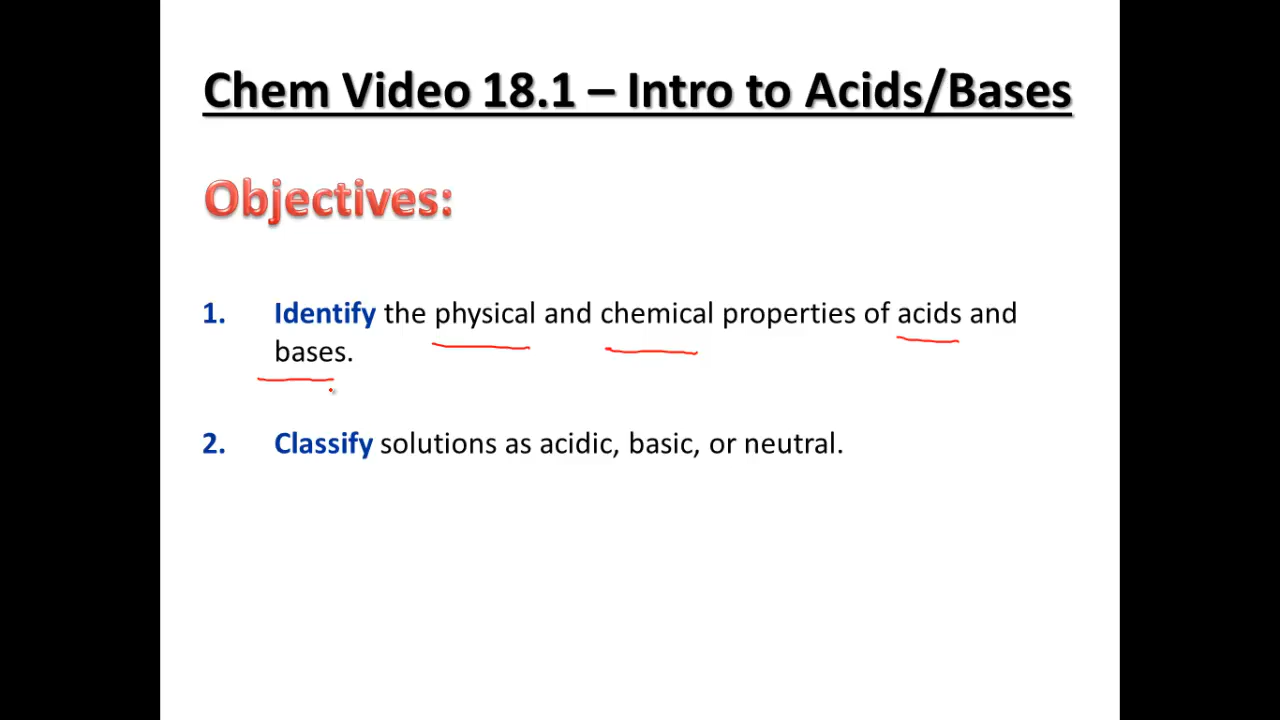 Chem Video 18.1 – Intro to Acids/Bases
Objectives:
1. Identify the physical and chemical properties of acids and
bases.
2. Classify solutions as acidic, basic, or neutral.